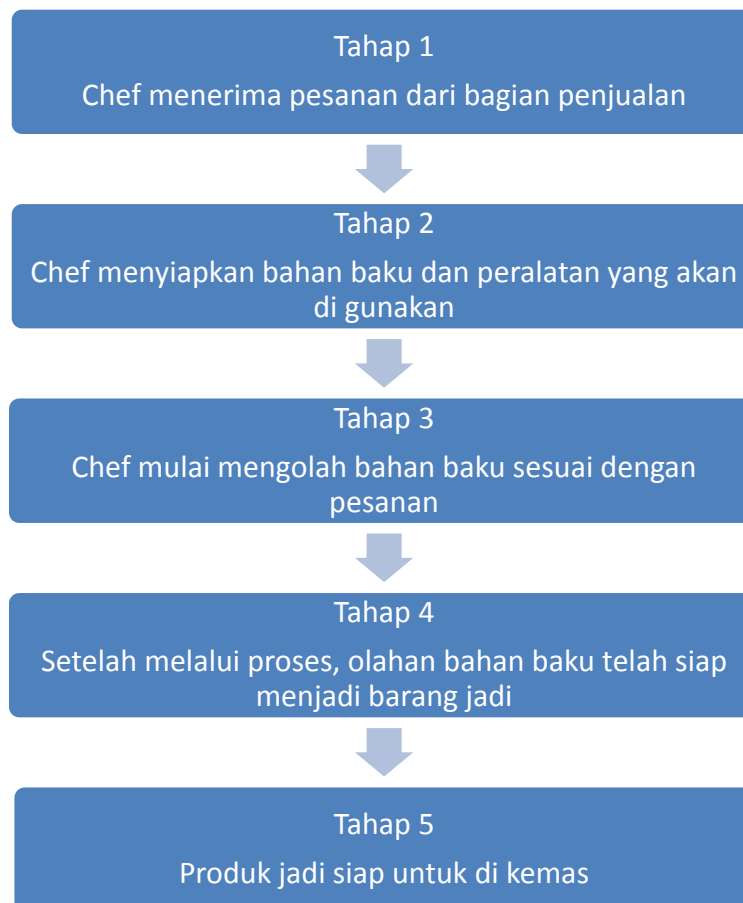 Tahap 1
Chef menerima pesanan dari bagian penjualan
Tahap 2
Chef menyiapkan bahan baku dan peralatan yang akan
di gunakan
Tahap 3
Chef mulai mengolah bahan baku sesuai dengan
pesanan
Tahap 4
Setelah melalui proses, olahan bahan baku telah siap
menjadi barang jadi
Tahap 5
Produk jadi siap untuk di kemas